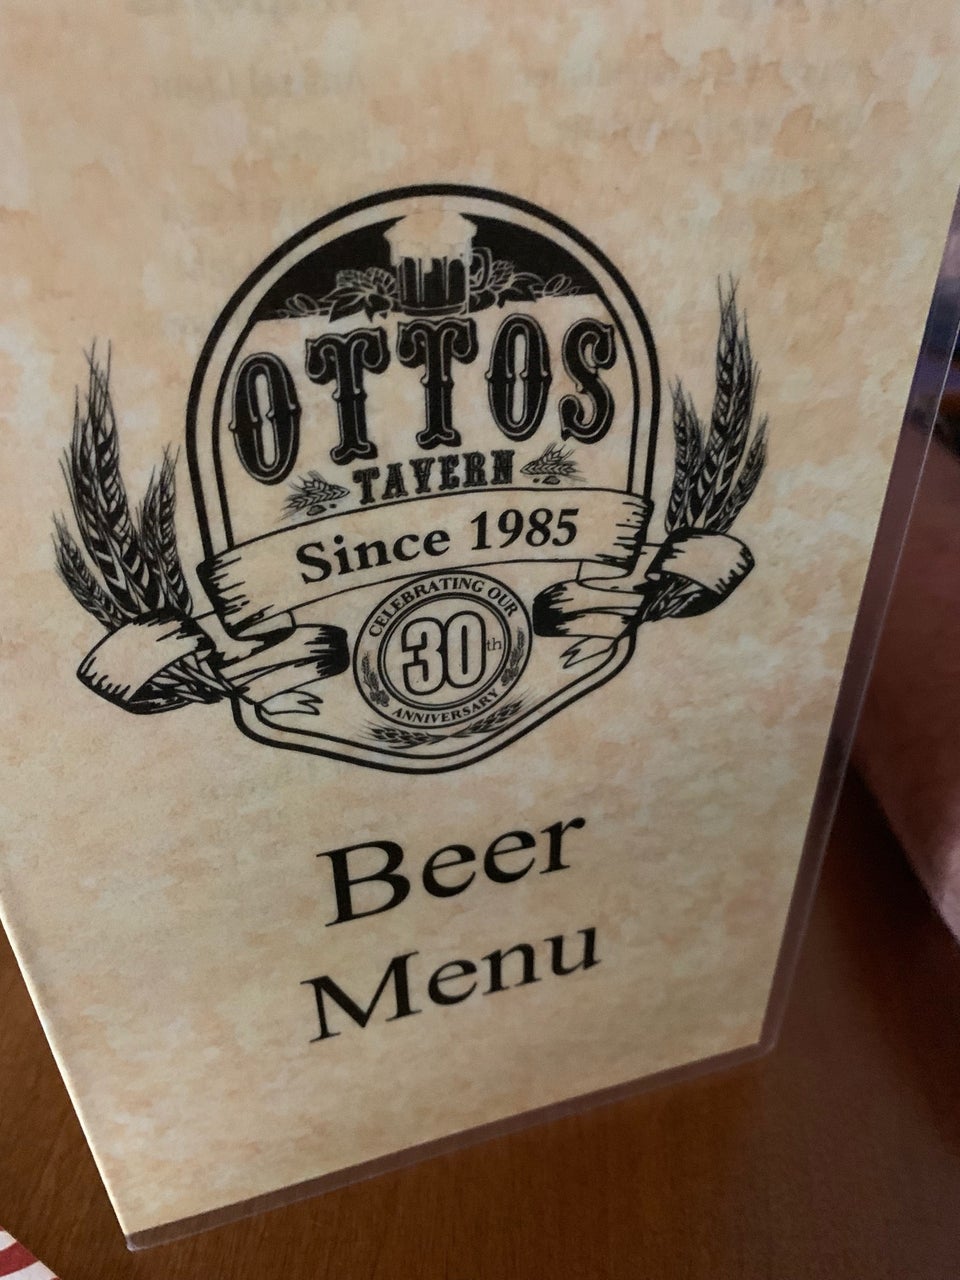 OTTOS
TAVERN
Since 1985
CELEBRATING OUR
30th
ANNIVERSARY
Beer
Menu